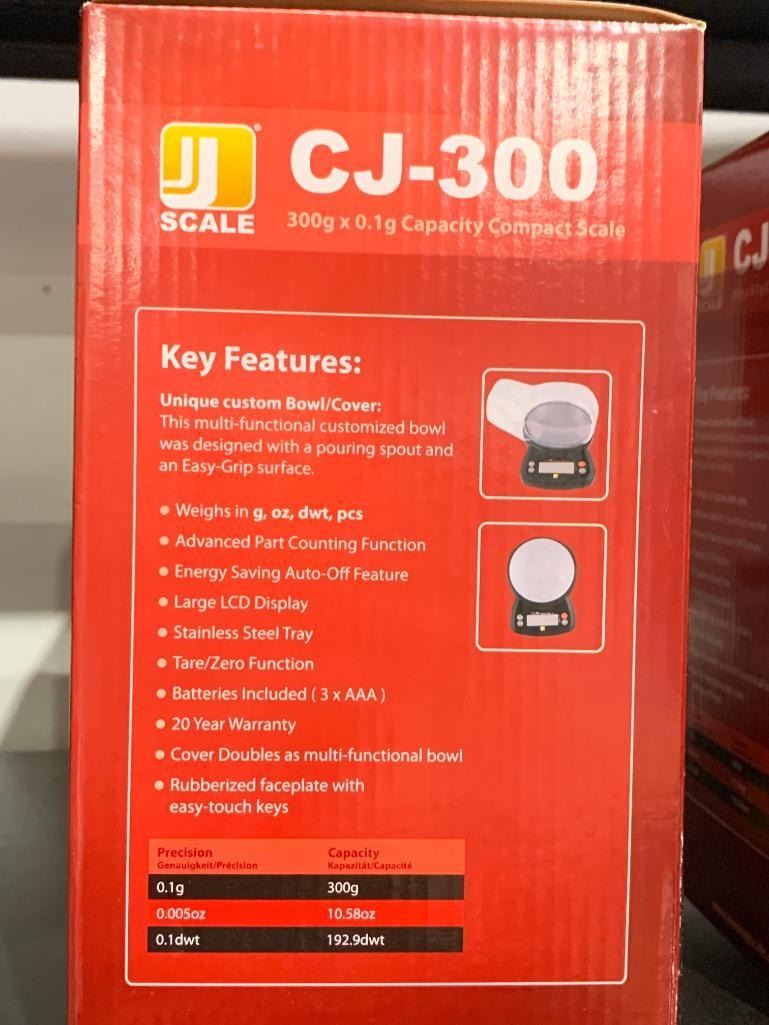 JJ® CJ-300
SCALE 300g x 0.1g Capacity Compact Scale
Key Features:
Unique custom Bowl/Cover:
This multi-functional customized bowl
was designed with a pouring spout and
an Easy-Grip surface.
• Weighs in g, oz, dwt, pcs
• Advanced Part Counting Function
• Energy Saving Auto-Off Feature
• Large LCD Display
• Stainless Steel Tray
• Tare/Zero Function
• Batteries Included ( 3 x AAA )
• 20 Year Warranty
• Cover Doubles as multi-functional bowl
• Rubberized faceplate with
easy-touch keys
Precision Capacity
Genauigkeit/Précision Kapazität/Capacité
0.1g 300g
0.005oz 10.58oz
0.1dwt 192.9dwt
J CJ
SCALE